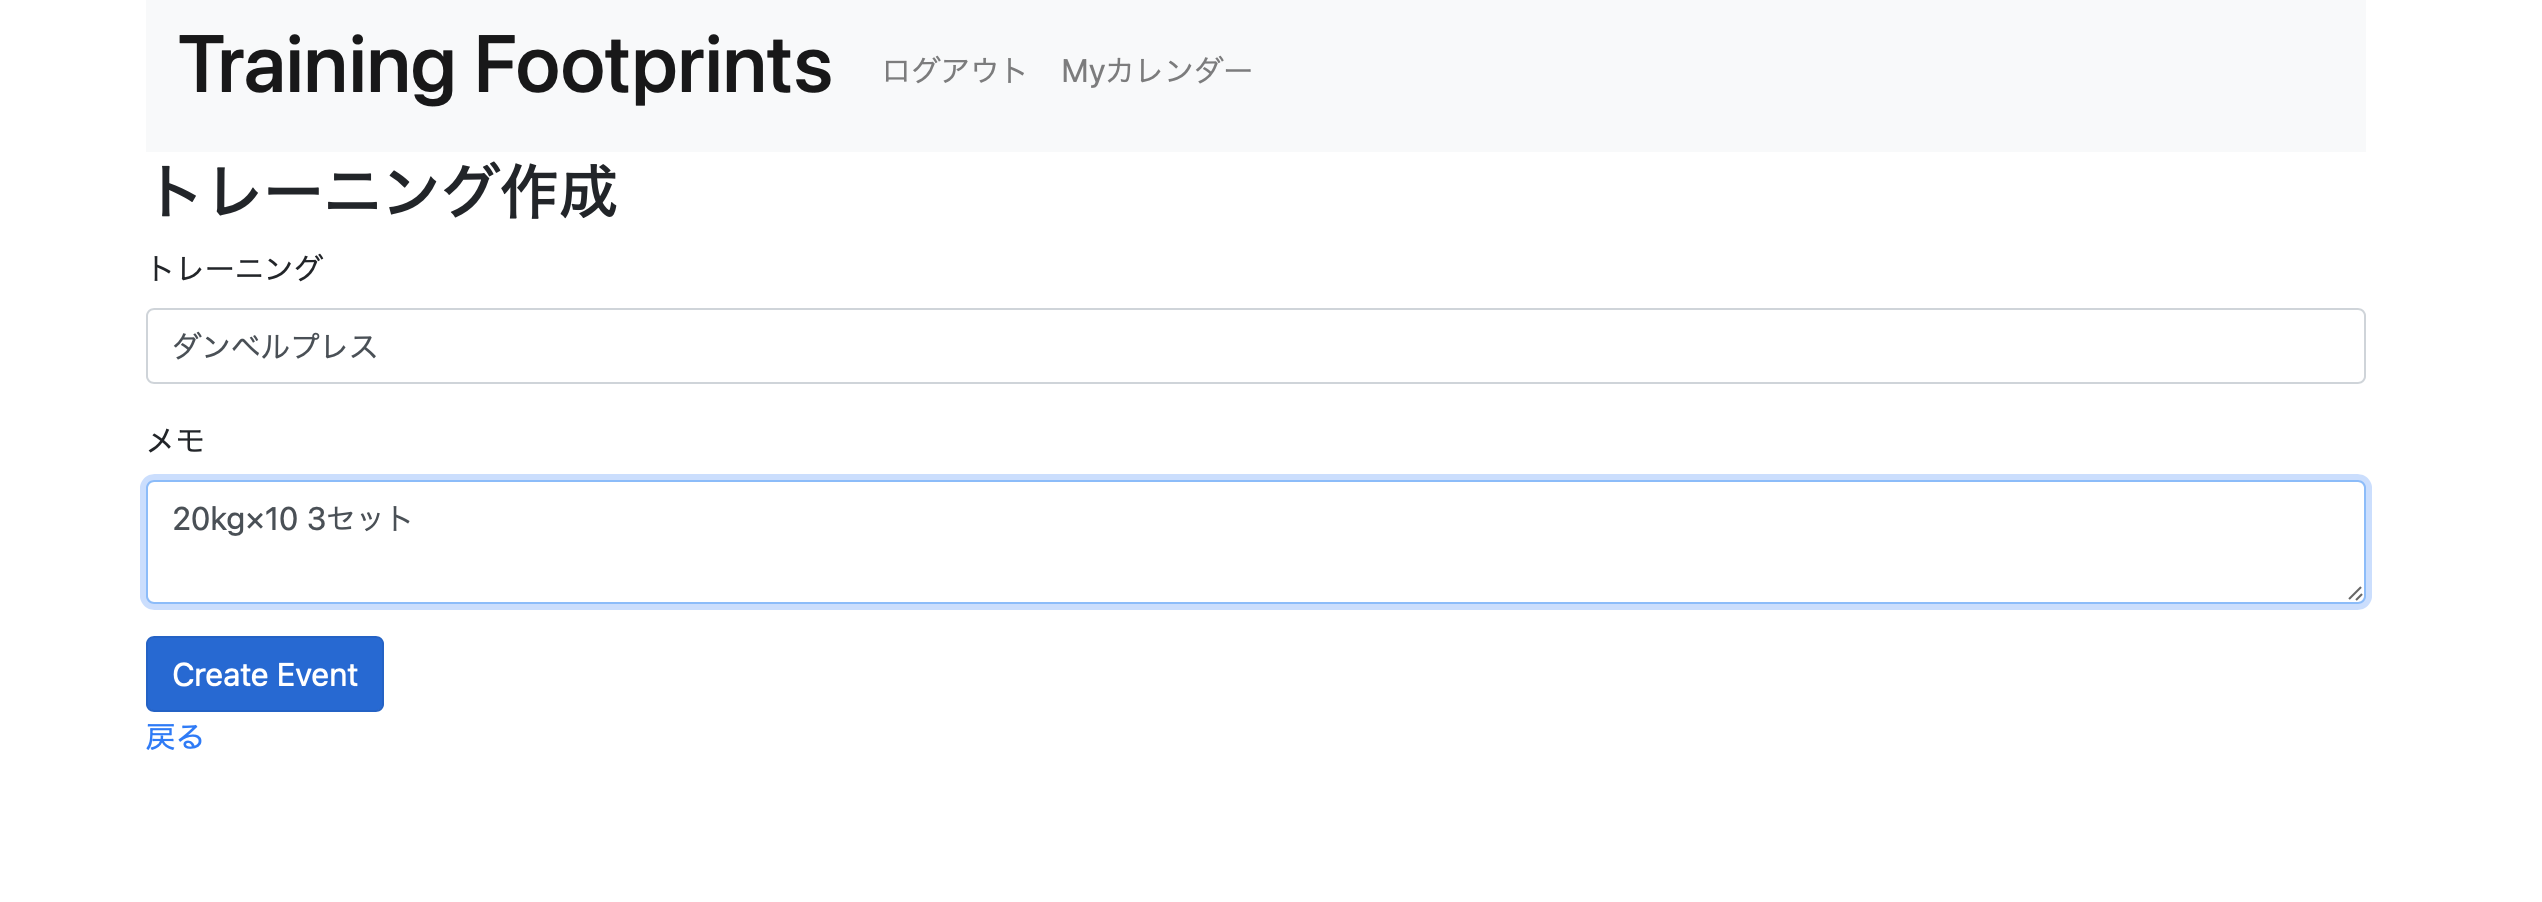 Training Footprints ログアウト Myカレンダー
トレーニング作成
トレーニング
ダンベルプレス
メモ
20kg×10 3セット
Create Event
戻る